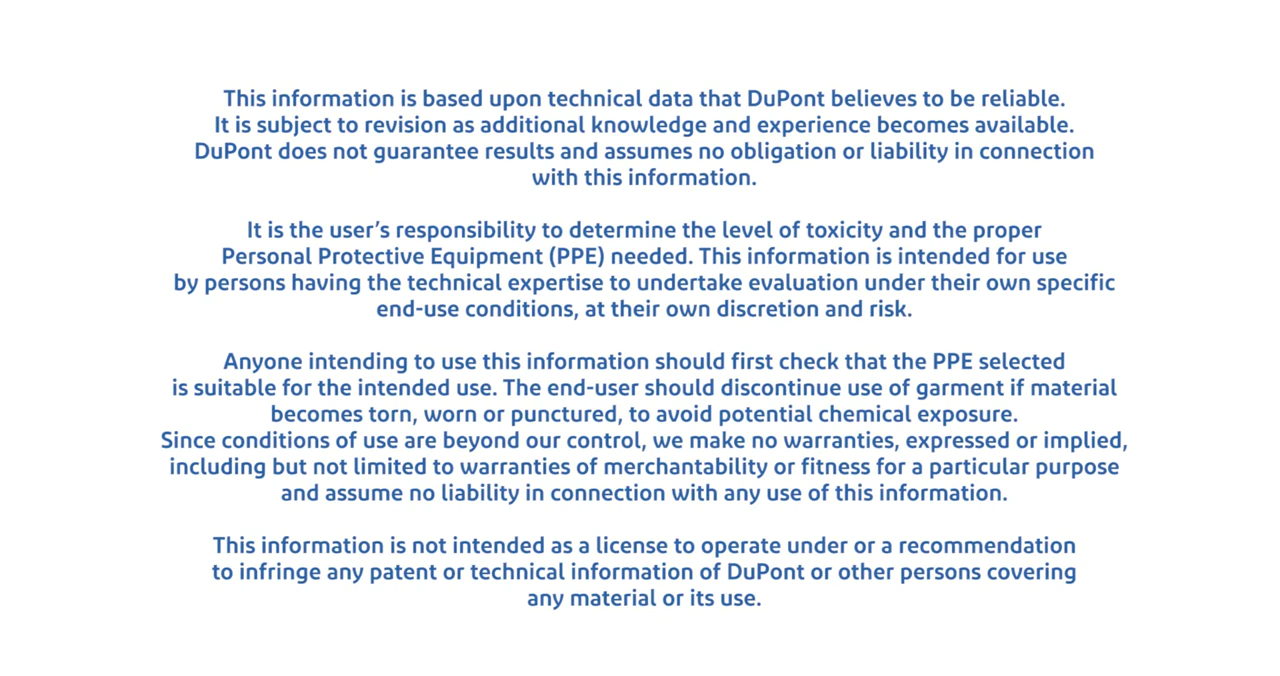 This information is based upon technical data that DuPont believes to be reliable.
It is subject to revision as additional knowledge and experience becomes available.
DuPont does not guarantee results and assumes no obligation or liability in connection
with this information.
It is the user’s responsibility to determine the level of toxicity and the proper
Personal Protective Equipment (PPE) needed. This information is intended for use
by persons having the technical expertise to undertake evaluation under their own specific
end-use conditions, at their own discretion and risk.
Anyone intending to use this information should first check that the PPE selected
is suitable for the intended use. The end-user should discontinue use of garment if material
becomes torn, worn or punctured, to avoid potential chemical exposure.
Since conditions of use are beyond our control, we make no warranties, expressed or implied,
including but not limited to warranties of merchantability or fitness for a particular purpose
and assume no liability in connection with any use of this information.
This information is not intended as a license to operate under or a recommendation
to infringe any patent or technical information of DuPont or other persons covering
any material or its use.